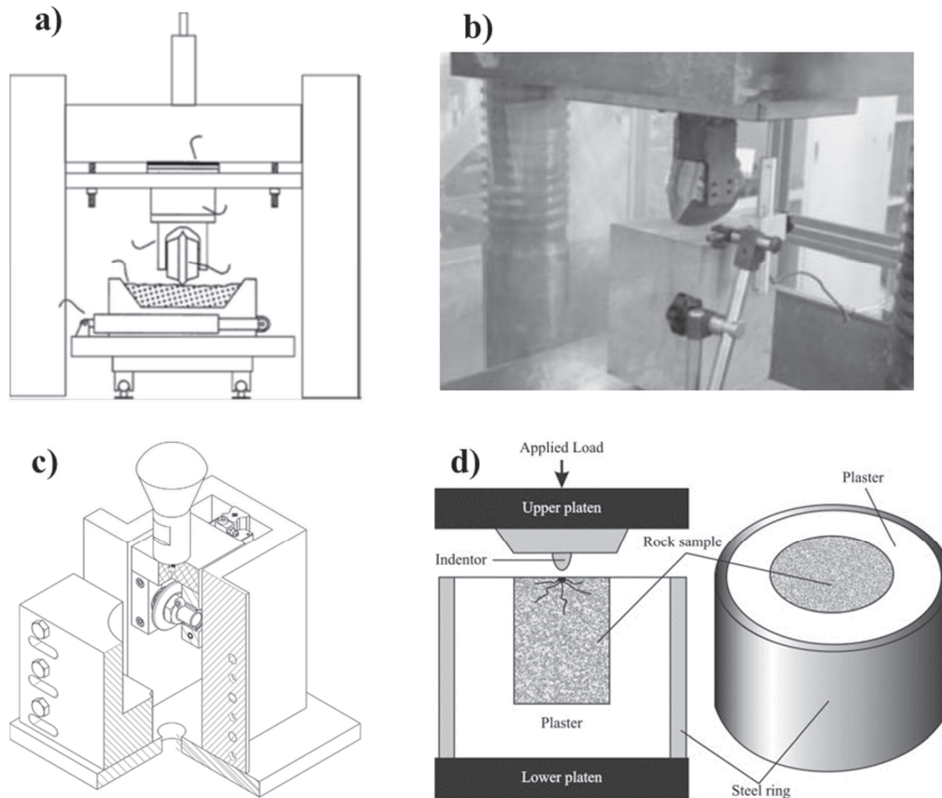 a)
b)
c)
d)
Applied Load
Upper platen
Indentor
Rock sample
Plaster
Plaster
Lower platen
Steel ring